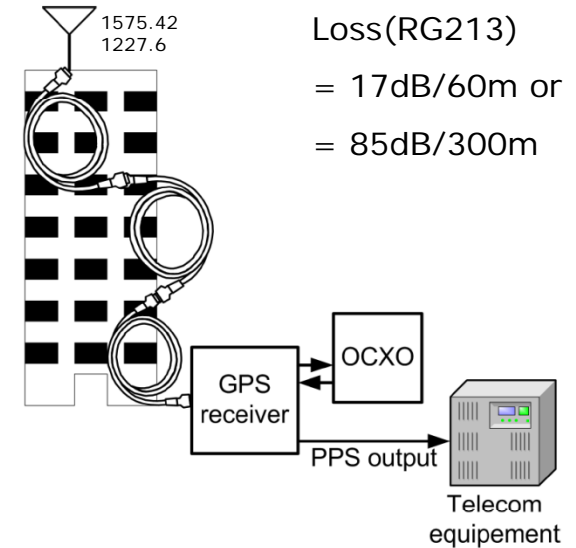 1575.42
1227.6
Loss(RG213)
= 17dB/60m or
= 85dB/300m
GPS
receiver
OCXO
PPS output
Telecom
equipement